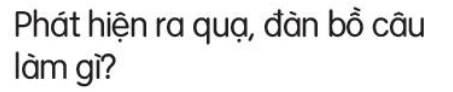 Phát hiện ra quạ, đàn bồ câu
làm gì?